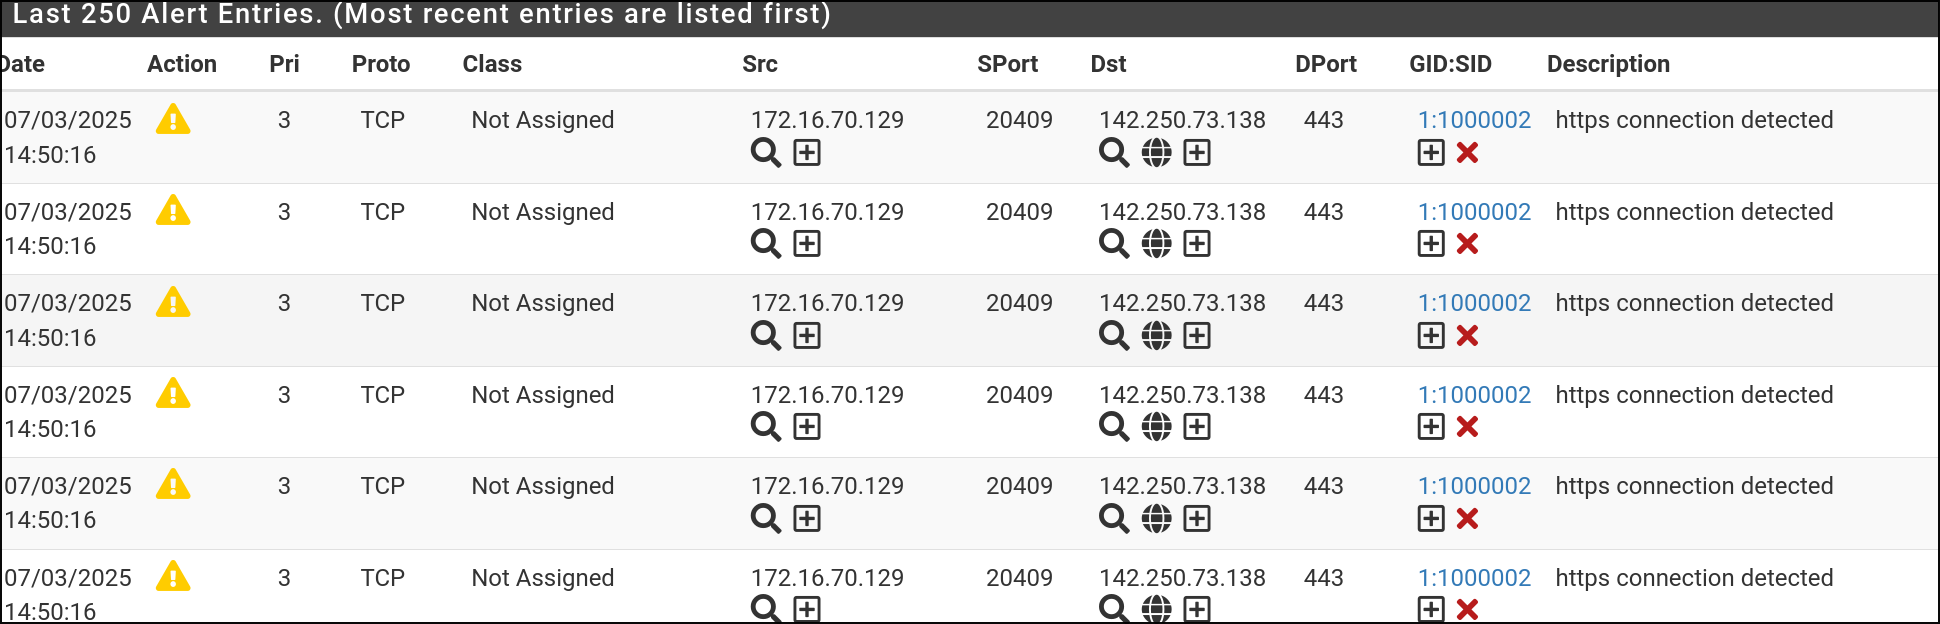 Last 250 Alert Entries. (Most recent entries are listed first)
Date Action Pri Proto Class Src SPort Dst DPort GID:SID Description
07/03/2025 3 TCP Not Assigned 172.16.70.129 20409 142.250.73.138 443 1:1000002 https connection detected
14:50:16
07/03/2025 3 TCP Not Assigned 172.16.70.129 20409 142.250.73.138 443 1:1000002 https connection detected
14:50:16
07/03/2025 3 TCP Not Assigned 172.16.70.129 20409 142.250.73.138 443 1:1000002 https connection detected
14:50:16
07/03/2025 3 TCP Not Assigned 172.16.70.129 20409 142.250.73.138 443 1:1000002 https connection detected
14:50:16
07/03/2025 3 TCP Not Assigned 172.16.70.129 20409 142.250.73.138 443 1:1000002 https connection detected
14:50:16
07/03/2025 3 TCP Not Assigned 172.16.70.129 20409 142.250.73.138 443 1:1000002 https connection detected
14:50:16